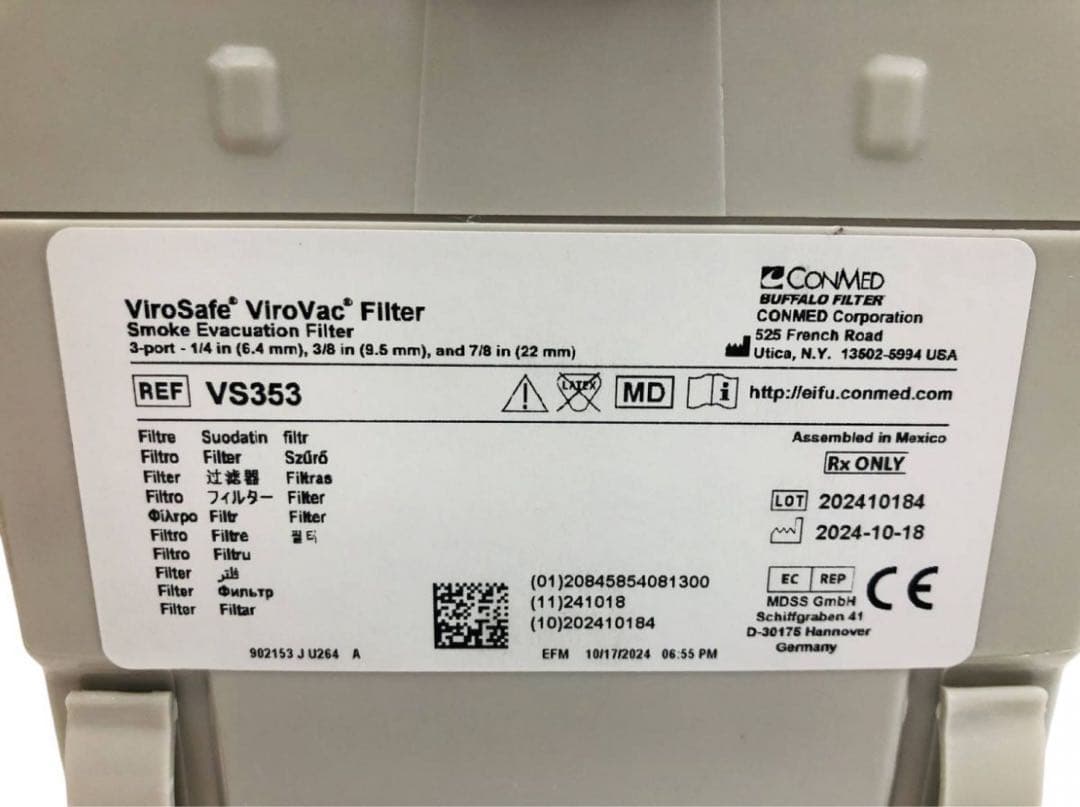 ViroSafe® ViroVac® Filter
Smoke Evacuation Filter
3-port - 1/4 in (6.4 mm), 3/8 in (9.5 mm), and 7/8 in (22 mm)
CONMED
BUFFALO FILTER
CONMED Corporation
525 French Road
Utica, N.Y. 13502-5994 USA
REF VS353
LATEX MD i http://eifu.conmed.com
Filtre Suodatin filtr
Filtro Filter Szűrő
Filter 过滤器 Filtras
Filtro フィルター Filter
Φίλτρο Filtr Filter
Filtro Filtre 필터
Filtro Filtru
Filter فلتر
Filter Фильтр
Filter Filtar
Assembled in Mexico
Rx ONLY
LOT 202410184
2024-10-18
EC REP CE
MDSS GmbH
Schiffgraben 41
D-30175 Hannover
Germany
(01)20845854081300
(11)241018
(10)202410184
902153 J U264 A
EFM 10/17/2024 06:55 PM